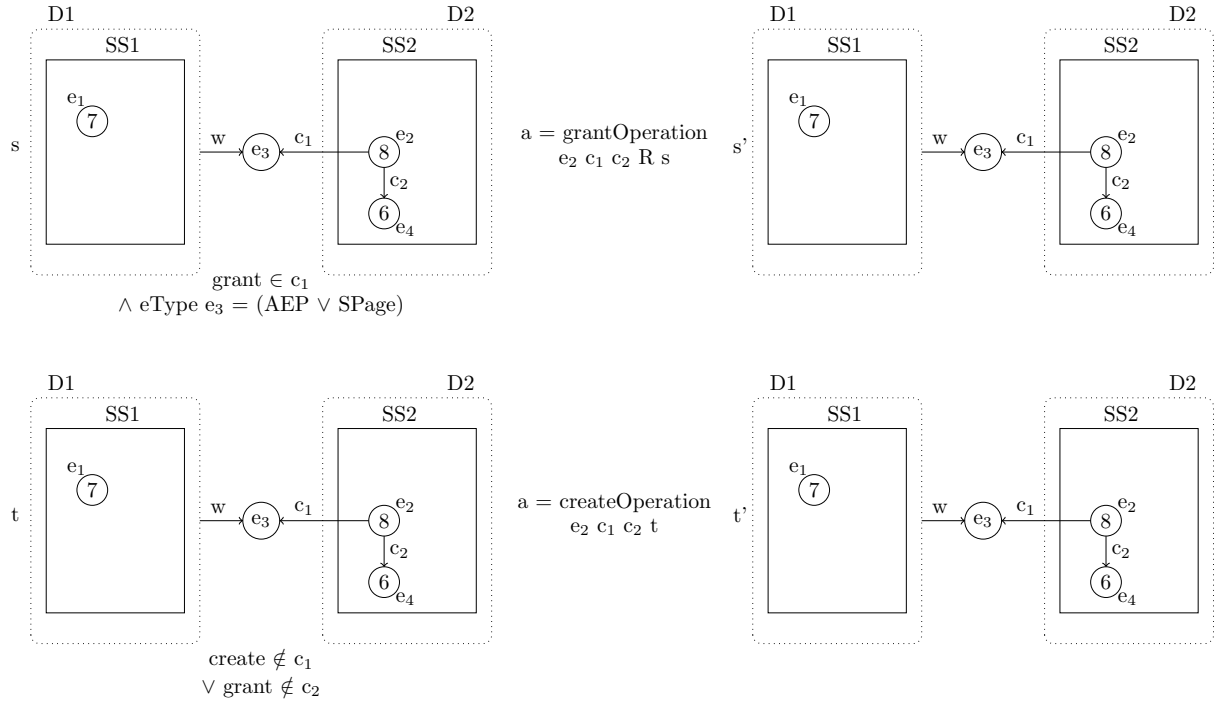 D1 D2 D1 D2
SS1 SS2 SS1 SS2
e1 e1
7 7
a = grantOperation
e2 c1 c2 R s
s w e3 c1 8 e2 s' w e3 c1 8 e2
c2 c2
6 6
e4 e4
grant ∈ c1
∧ eType e3 = (AEP ∨ SPage)
D1 D2 D1 D2
SS1 SS2 SS1 SS2
e1 e1
7 7
a = createOperation
e2 c1 c2 t
t w e3 c1 8 e2 t' w e3 c1 8 e2
c2 c2
6 6
e4 e4
create ∉ c1
∨ grant ∉ c2